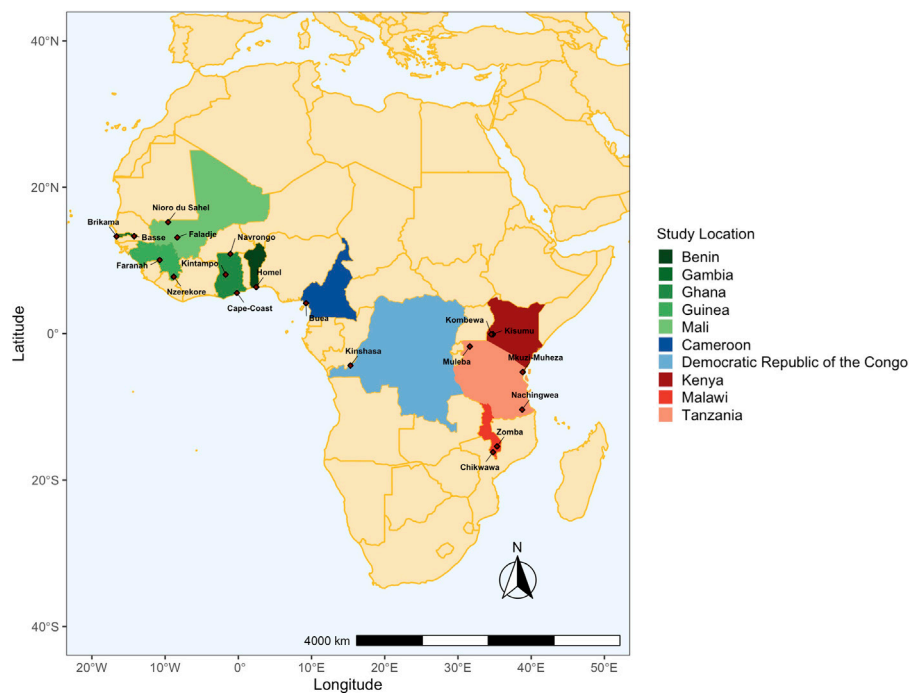 40°N
20°N
0°
20°S
40°S
Latitude
20°W
10°W
0°
10°E
20°E
30°E
40°E
50°E
Longitude
Nioro du Sahel
Brikama
Basse
Faladje
Navrongo
Faranah
Kintampo
Homel
Nzerekore
Cape-Coast
Buea
Kombewa
Kisumu
Kinshasa
Muleba
Mkuzi-Muheza
Nachingwea
Zomba
Chikwawa
N
4000 km
Study Location
Benin
Gambia
Ghana
Guinea
Mali
Cameroon
Democratic Republic of the Congo
Kenya
Malawi
Tanzania